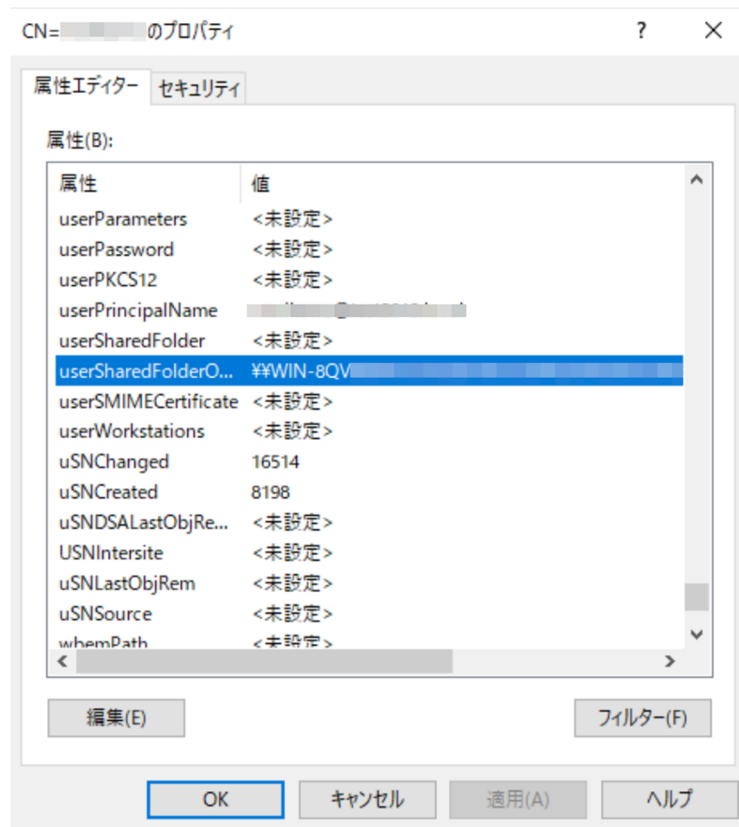 CN= のプロパティ ? ×
属性エディター セキュリティ
属性(B):
属性 値
userParameters <未設定>
userPassword <未設定>
userPKCS12 <未設定>
userPrincipalName
userSharedFolder <未設定>
userSharedFolderO... ¥¥WIN-8QV
userSMIMECertificate <未設定>
userWorkstations <未設定>
uSNChanged 16514
uSNCreated 8198
uSNDSALastObjRe... <未設定>
USNIntersite <未設定>
uSNLastObjRem <未設定>
uSNSource <未設定>
wbemPath <未設定>
編集(E) フィルター(F)
OK キャンセル 適用(A) ヘルプ